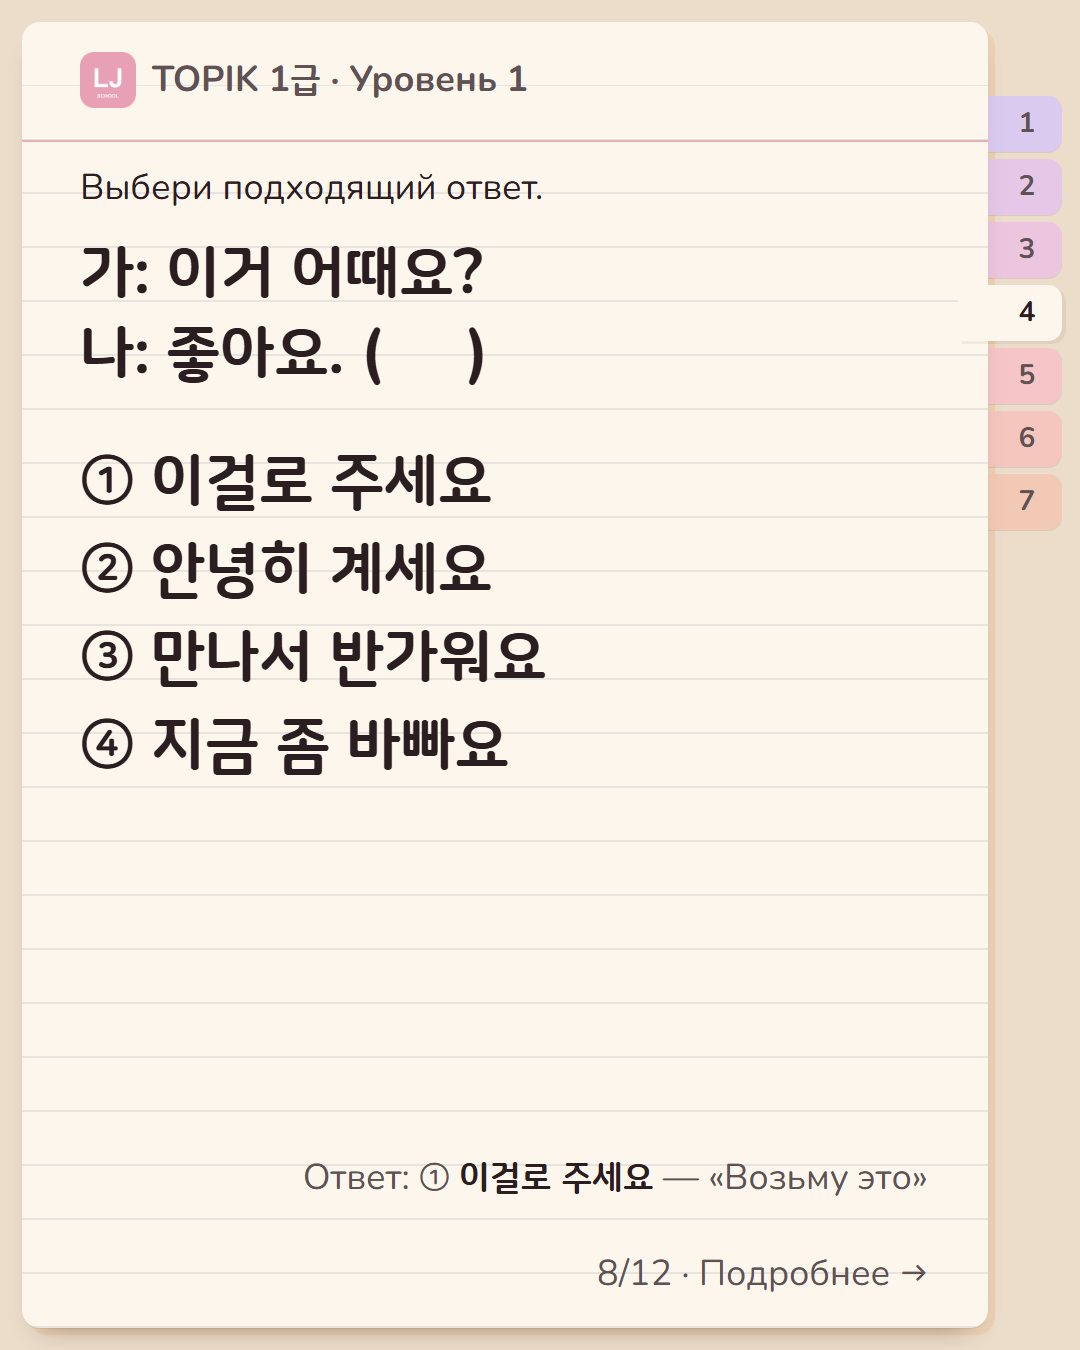 LJ
SCHOOL
TOPIK 1급 · Уровень 1
Выбери подходящий ответ.
가: 이거 어때요?
나: 좋아요. ( )
① 이걸로 주세요
② 안녕히 계세요
③ 만나서 반가워요
④ 지금 좀 바빠요
Ответ: ① 이걸로 주세요 — «Возьму это»
8/12 · Подробнее →
1
2
3
4
5
6
7